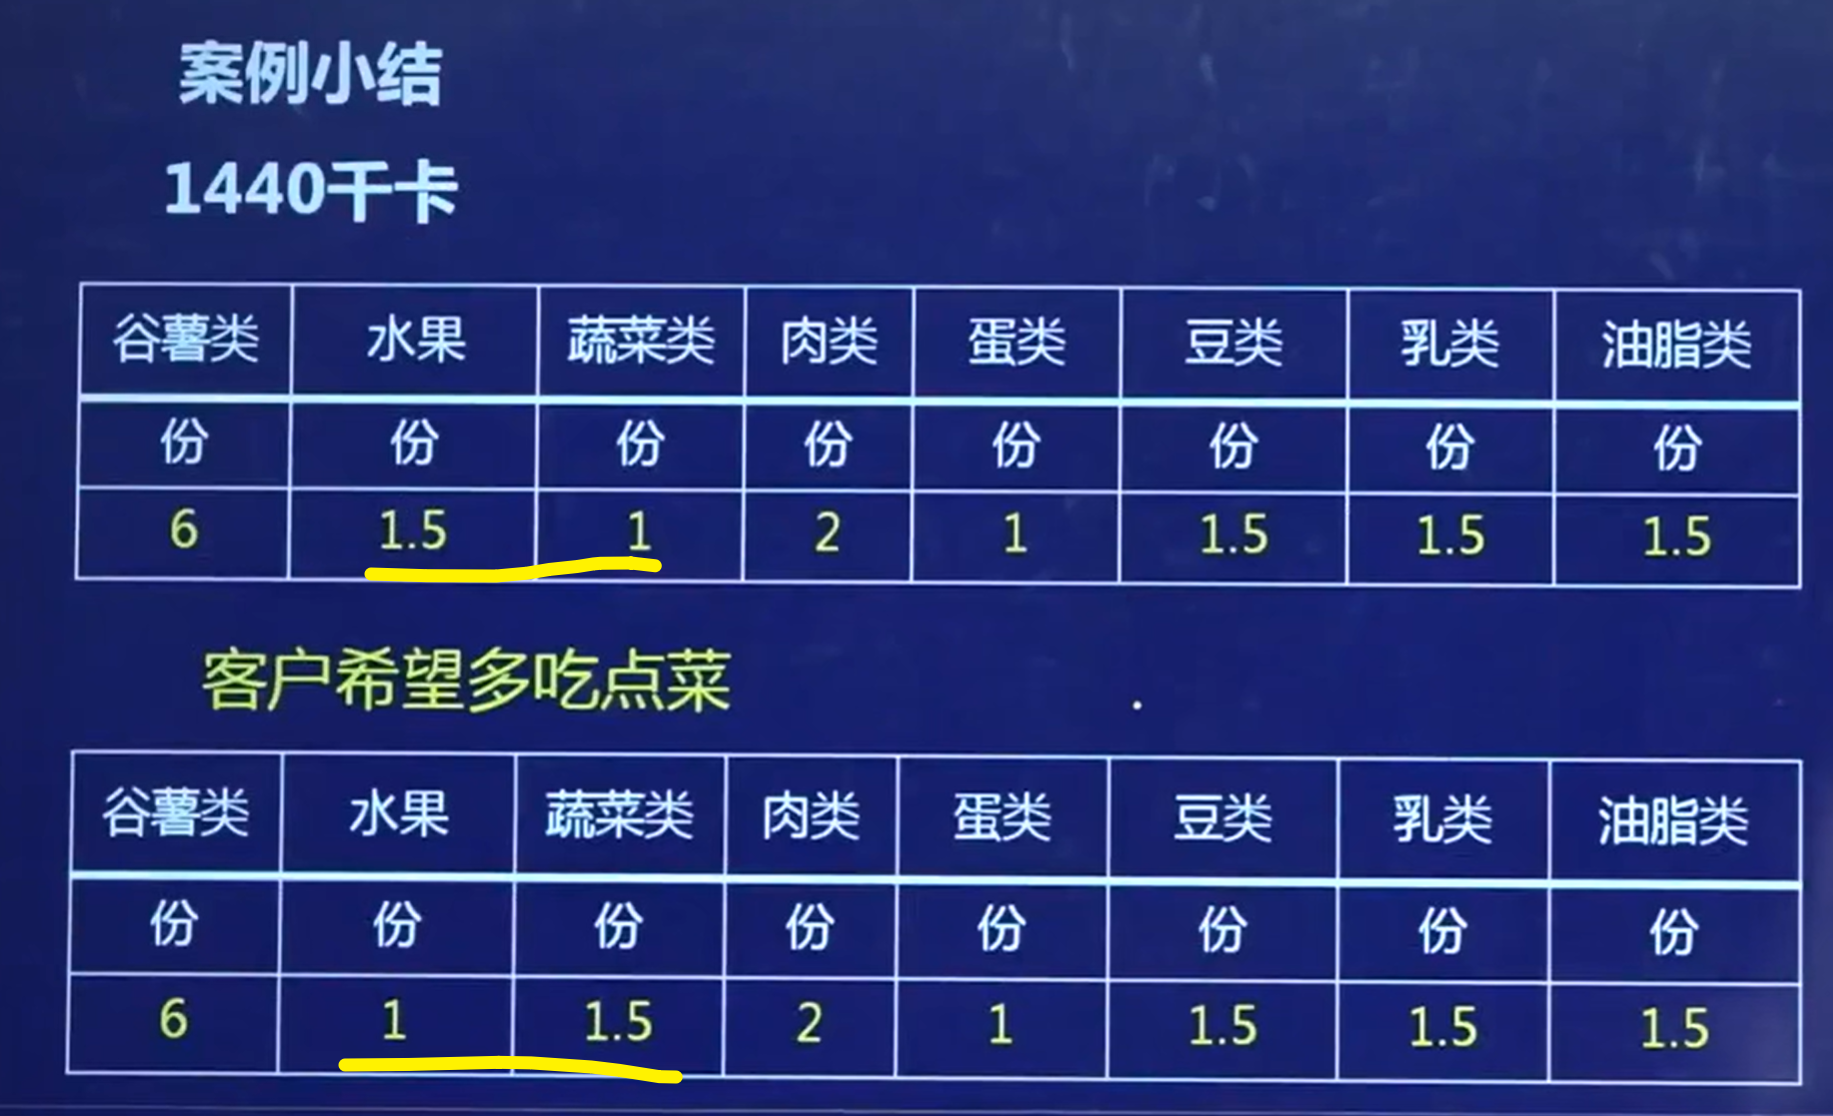 案例小结
1440千卡
谷薯类 水果 蔬菜类 肉类 蛋类 豆类 乳类 油脂类
份 份 份 份 份 份 份 份
6 1.5 1 2 1 1.5 1.5 1.5
客户希望多吃点菜
谷薯类 水果 蔬菜类 肉类 蛋类 豆类 乳类 油脂类
份 份 份 份 份 份 份 份
6 1 1.5 2 1 1.5 1.5 1.5